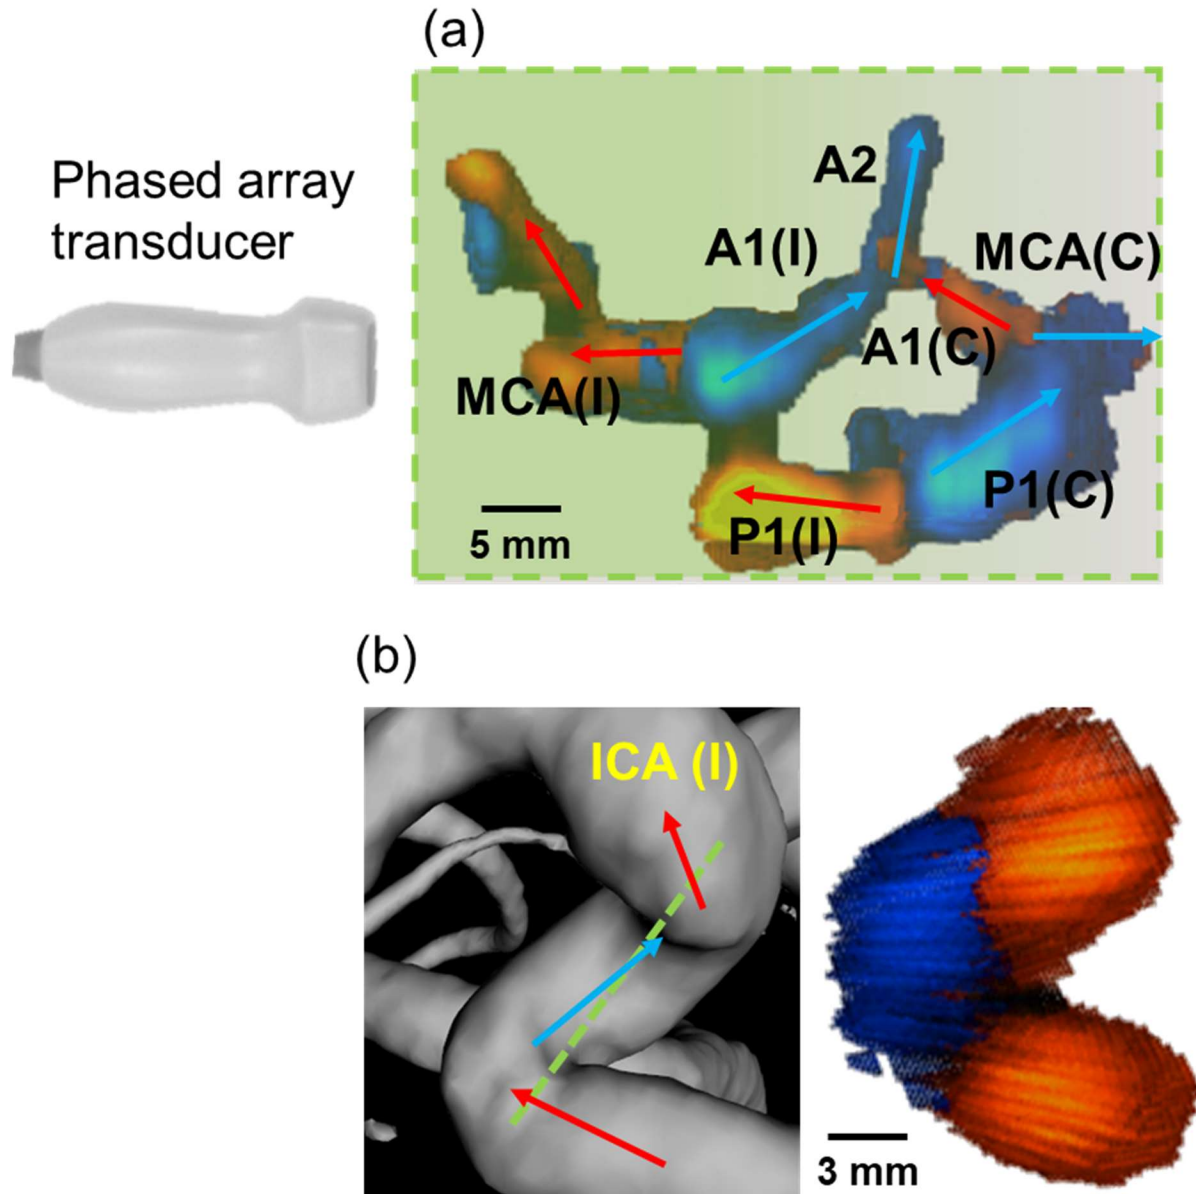 (a)
Phased array
transducer
A2
A1(I)
MCA(C)
A1(C)
MCA(I)
P1(C)
P1(I)
5 mm
(b)
ICA (I)
3 mm